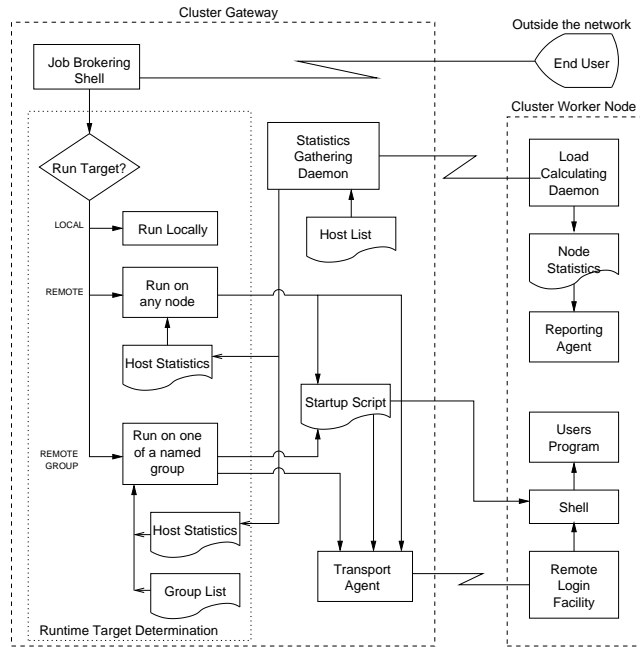 Cluster Gateway
Outside the network
Job Brokering
Shell
End User
Cluster Worker Node
Run Target?
Statistics
Gathering
Daemon
Load
Calculating
Daemon
LOCAL
Run Locally
Host List
Node
Statistics
REMOTE
Run on
any node
Reporting
Agent
Host Statistics
Startup Script
Users
Program
REMOTE
GROUP
Run on one
of a named
group
Shell
Host Statistics
Transport
Agent
Remote
Login
Facility
Group List
Runtime Target Determination